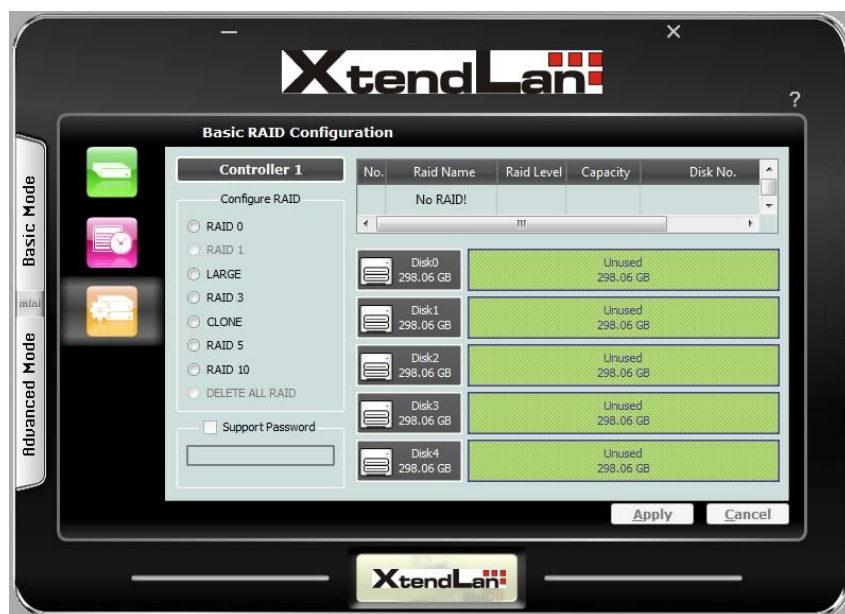 XtendLan
?
Basic RAID Configuration
Basic Mode
mini
Advanced Mode
Controller 1
Configure RAID
RAID 0
RAID 1
LARGE
RAID 3
CLONE
RAID 5
RAID 10
DELETE ALL RAID
Support Password
No. Raid Name Raid Level Capacity Disk No.
No RAID!
Disk0
298.06 GB
Unused
298.06 GB
Disk1
298.06 GB
Unused
298.06 GB
Disk2
298.06 GB
Unused
298.06 GB
Disk3
298.06 GB
Unused
298.06 GB
Disk4
298.06 GB
Unused
298.06 GB
Apply Cancel
XtendLan